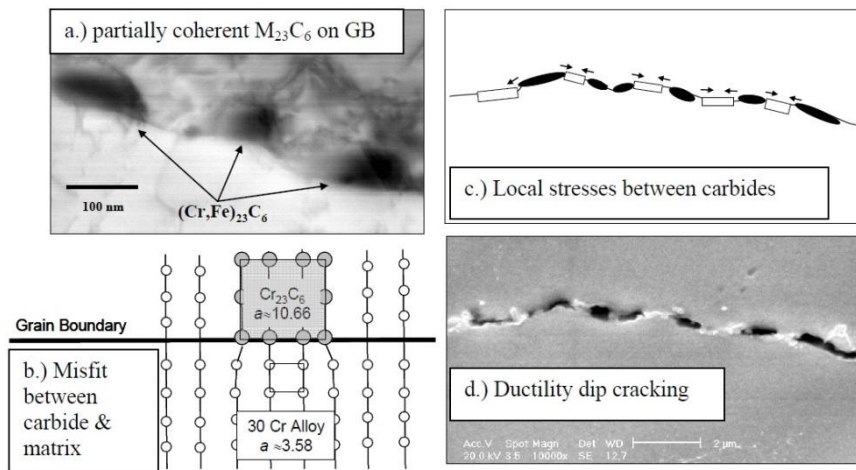 a.) partially coherent M₂₃C₆ on GB
100 nm
(Cr,Fe)₂₃C₆
c.) Local stresses between carbides
Cr₂₃C₆
a≈10.66
Grain Boundary
b.) Misfit
between
carbide &
matrix
30 Cr Alloy
a ≈3.58
d.) Ductility dip cracking
Acc.V Spot Magn Det WD 2 µm
20.0 kV 3.5 10000x SE 12.7